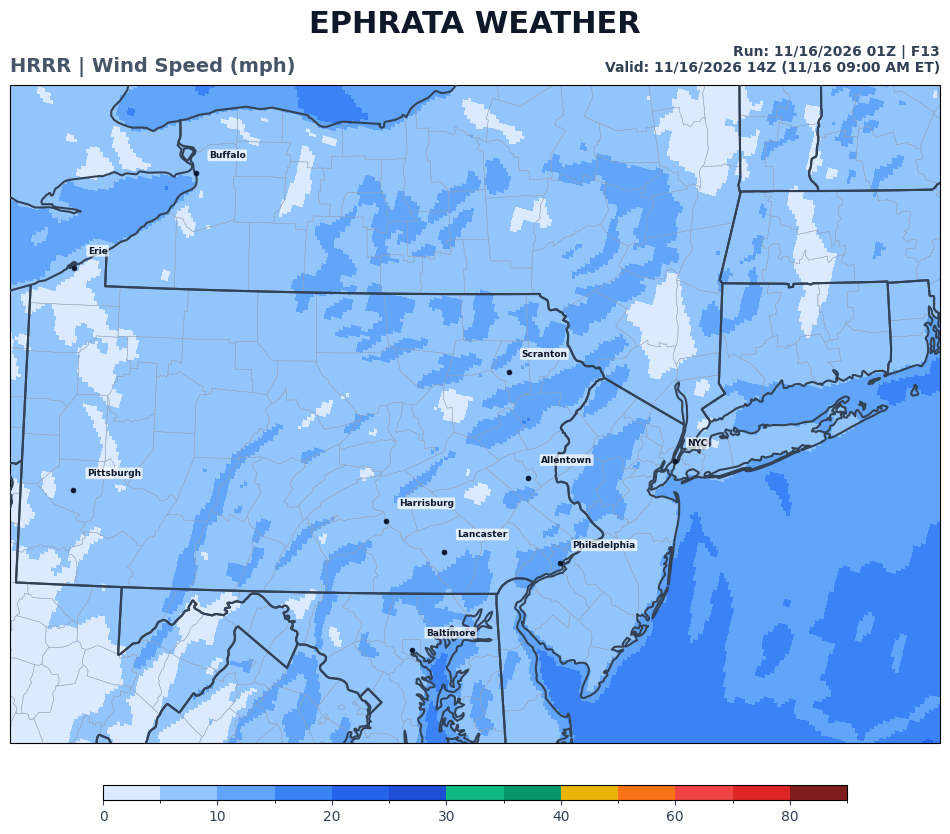 EPHRATA WEATHER
Run: 11/16/2026 01Z | F13
HRRR | Wind Speed (mph)
Valid: 11/16/2026 14Z (11/16 09:00 AM ET)
Buffalo
Erie
Scranton
NYC
Allentown
Pittsburgh
Harrisburg
Lancaster
Philadelphia
Baltimore
0 10 20 30 40 50 60 70 80